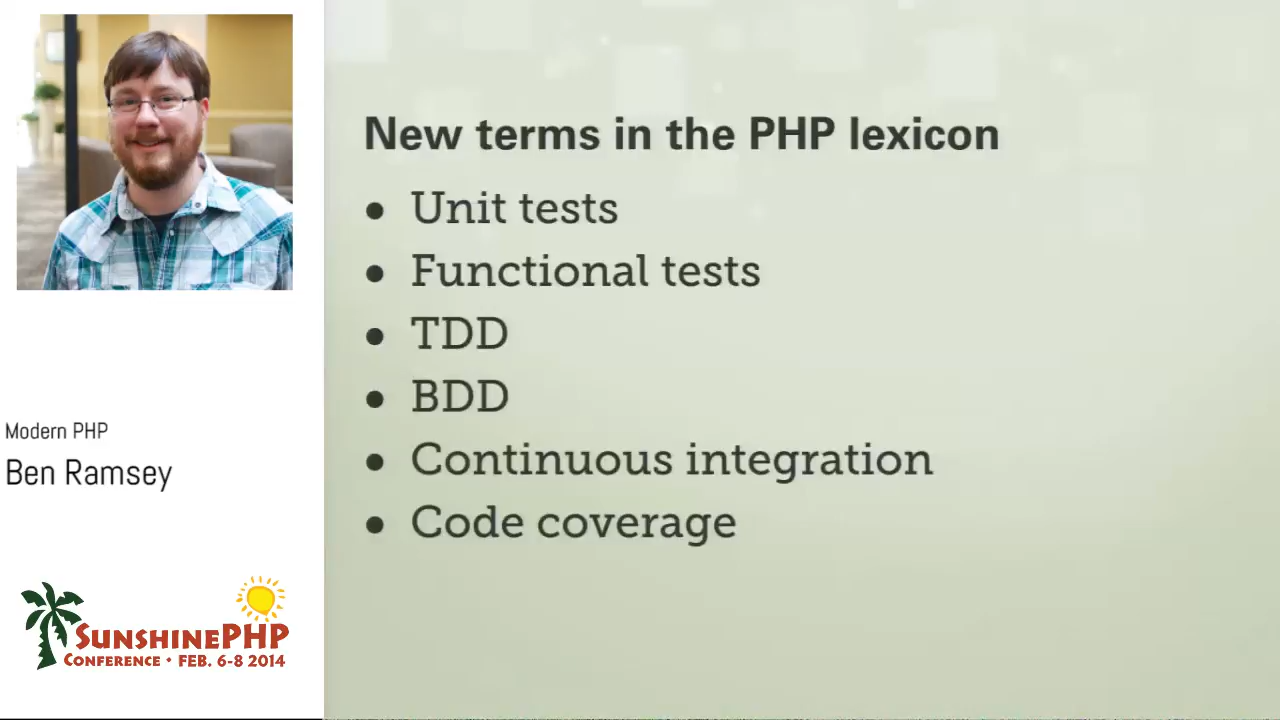 New terms in the PHP lexicon
• Unit tests
• Functional tests
• TDD
• BDD
• Continuous integration
• Code coverage
Modern PHP
Ben Ramsey
SUNSHINEPHP
CONFERENCE • FEB. 6-8 2014